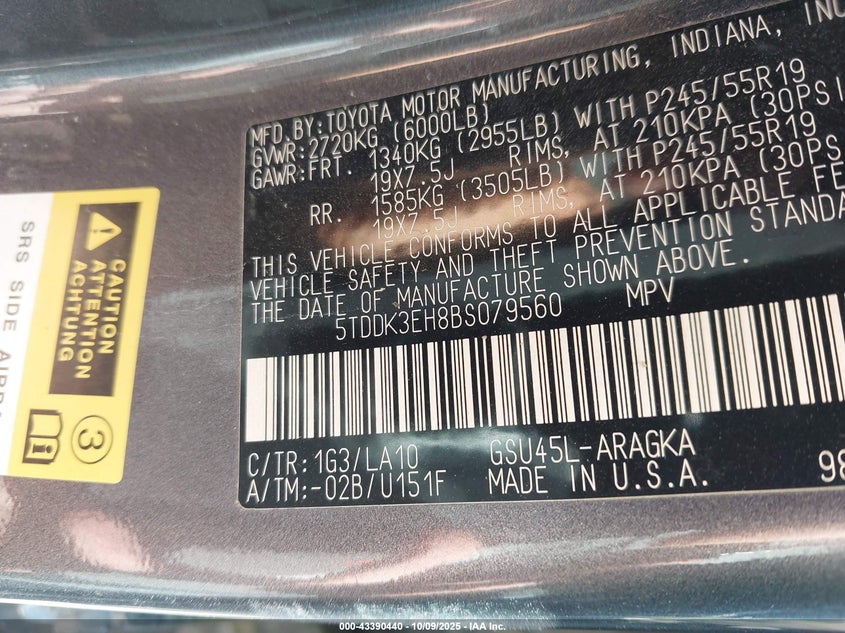 MFD.BY:TOYOTA MOTOR MANUFACTURING, INDIANA, INC
GVWR:2720KG (6000LB)
GAWR:FRT. 1340KG (2955LB) WITH P245/55R19
19X7.5J RIMS, AT 210KPA (30PSI
RR. 1585KG (3505LB) WITH P245/55R19
19X7.5J RIMS, AT 210KPA (30PS
THIS VEHICLE CONFORMS TO ALL APPLICABLE FE
VEHICLE SAFETY AND THEFT PREVENTION STANDA
THE DATE OF MANUFACTURE SHOWN ABOVE.
5TDDK3EH8BS079560 MPV
C/TR:1G3/LA10 GSU45L-ARAGKA
A/TM:-02B/U151F MADE IN U.S.A. 98
CAUTION
ATTENTION
ACHTUNG
3
SRS SIDE AIRBA
000-43390440 - 10/09/2025 - IAA Inc.